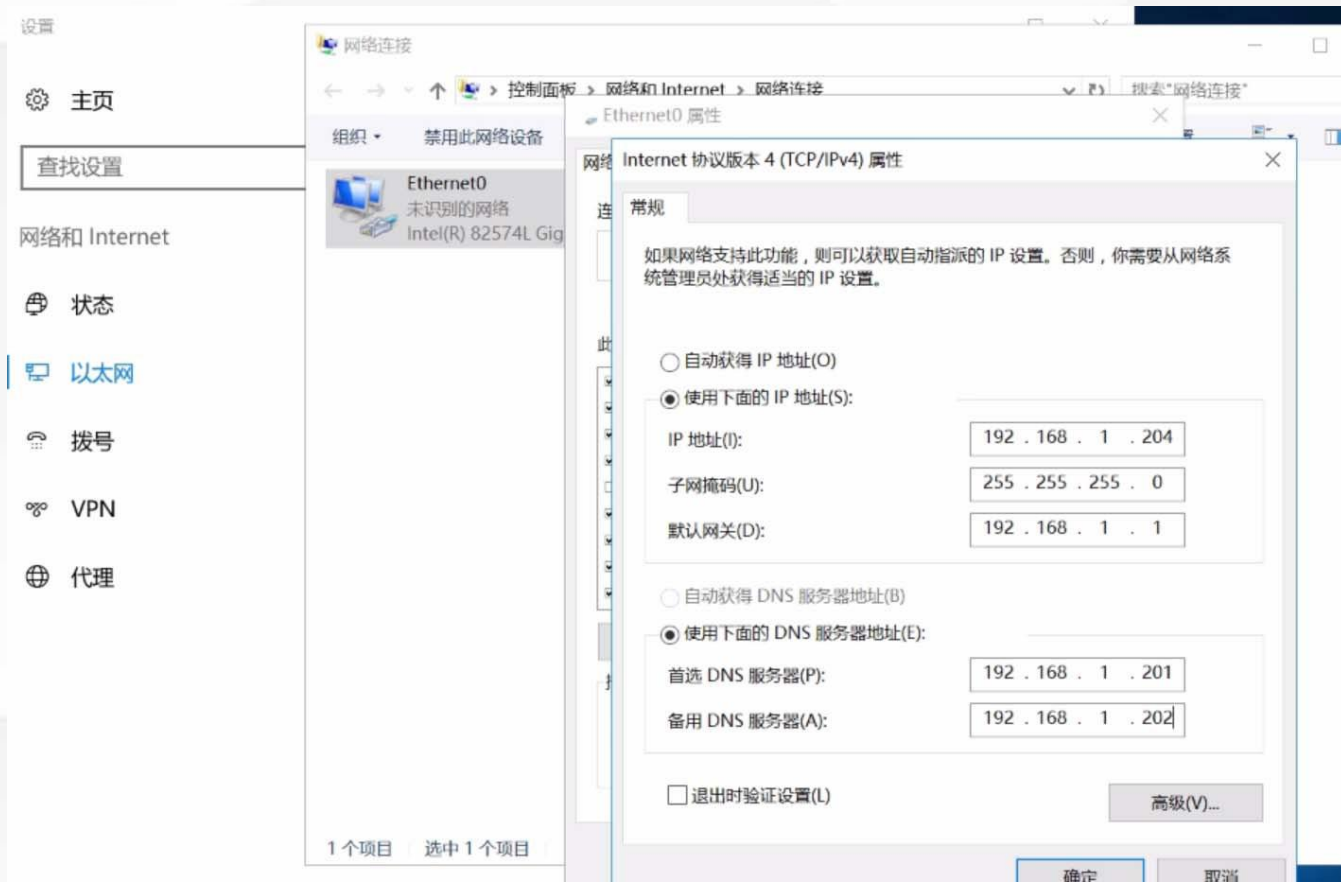 设置
主页
查找设置
网络和 Internet
状态
以太网
拨号
VPN
代理
网络连接
控制面板 › 网络和 Internet › 网络连接
搜索"网络连接"
组织
禁用此网络设备
Ethernet0
未识别的网络
Intel(R) 82574L Gig
1 个项目
选中 1 个项目
Ethernet0 属性
网络
连
此
Internet 协议版本 4 (TCP/IPv4) 属性
常规
如果网络支持此功能，则可以获取自动指派的 IP 设置。否则，你需要从网络系
统管理员处获得适当的 IP 设置。
自动获得 IP 地址(O)
使用下面的 IP 地址(S):
IP 地址(I): 192 . 168 . 1 . 204
子网掩码(U): 255 . 255 . 255 . 0
默认网关(D): 192 . 168 . 1 . 1
自动获得 DNS 服务器地址(B)
使用下面的 DNS 服务器地址(E):
首选 DNS 服务器(P): 192 . 168 . 1 . 201
备用 DNS 服务器(A): 192 . 168 . 1 . 202
退出时验证设置(L)
高级(V)...
确定
取消